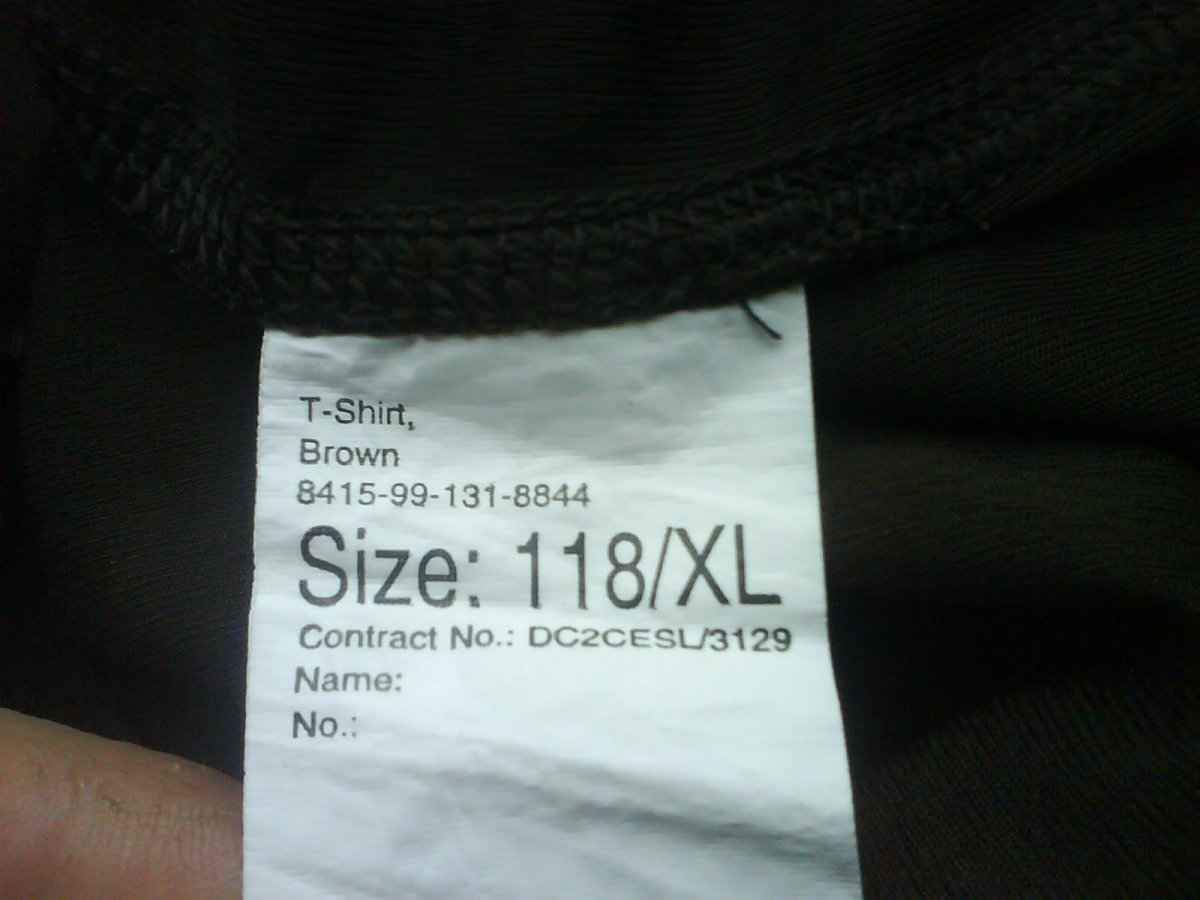 T-Shirt,
Brown
8415-99-131-8844
Size: 118/XL
Contract No.: DC2CESL/3129
Name:
No.: